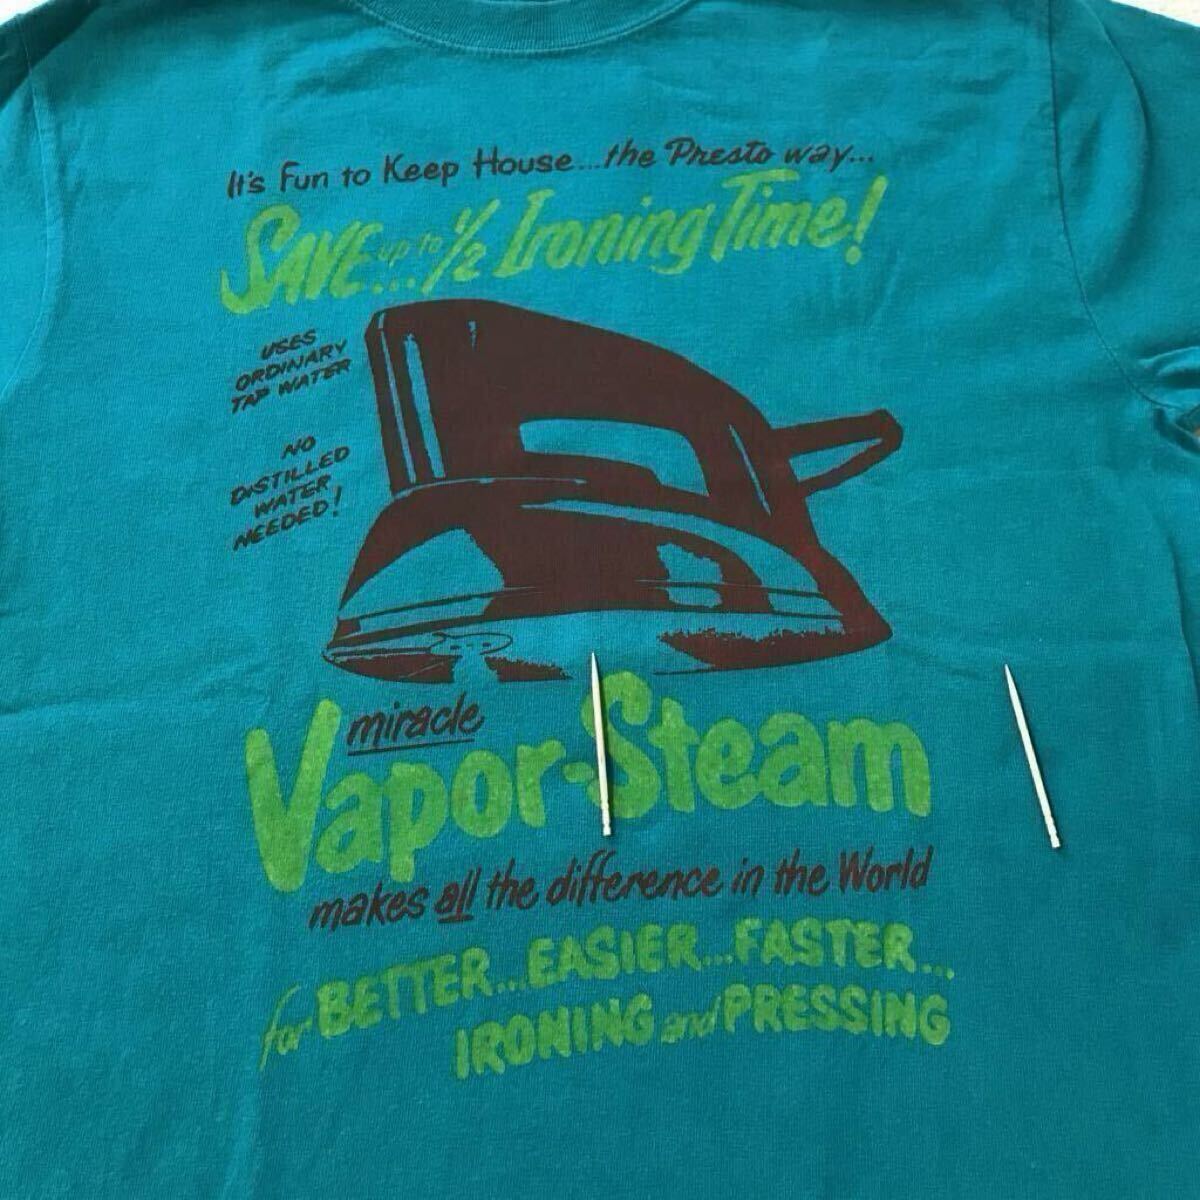 It's Fun to Keep House...the Presto way...
SAVE...up to 1/2 Ironing Time!
USES
ORDINARY
TAP WATER
NO
DISTILLED
WATER
NEEDED!
miracle
Vapor-Steam
makes all the difference in the World
for BETTER...EASIER...FASTER...
IRONING and PRESSING